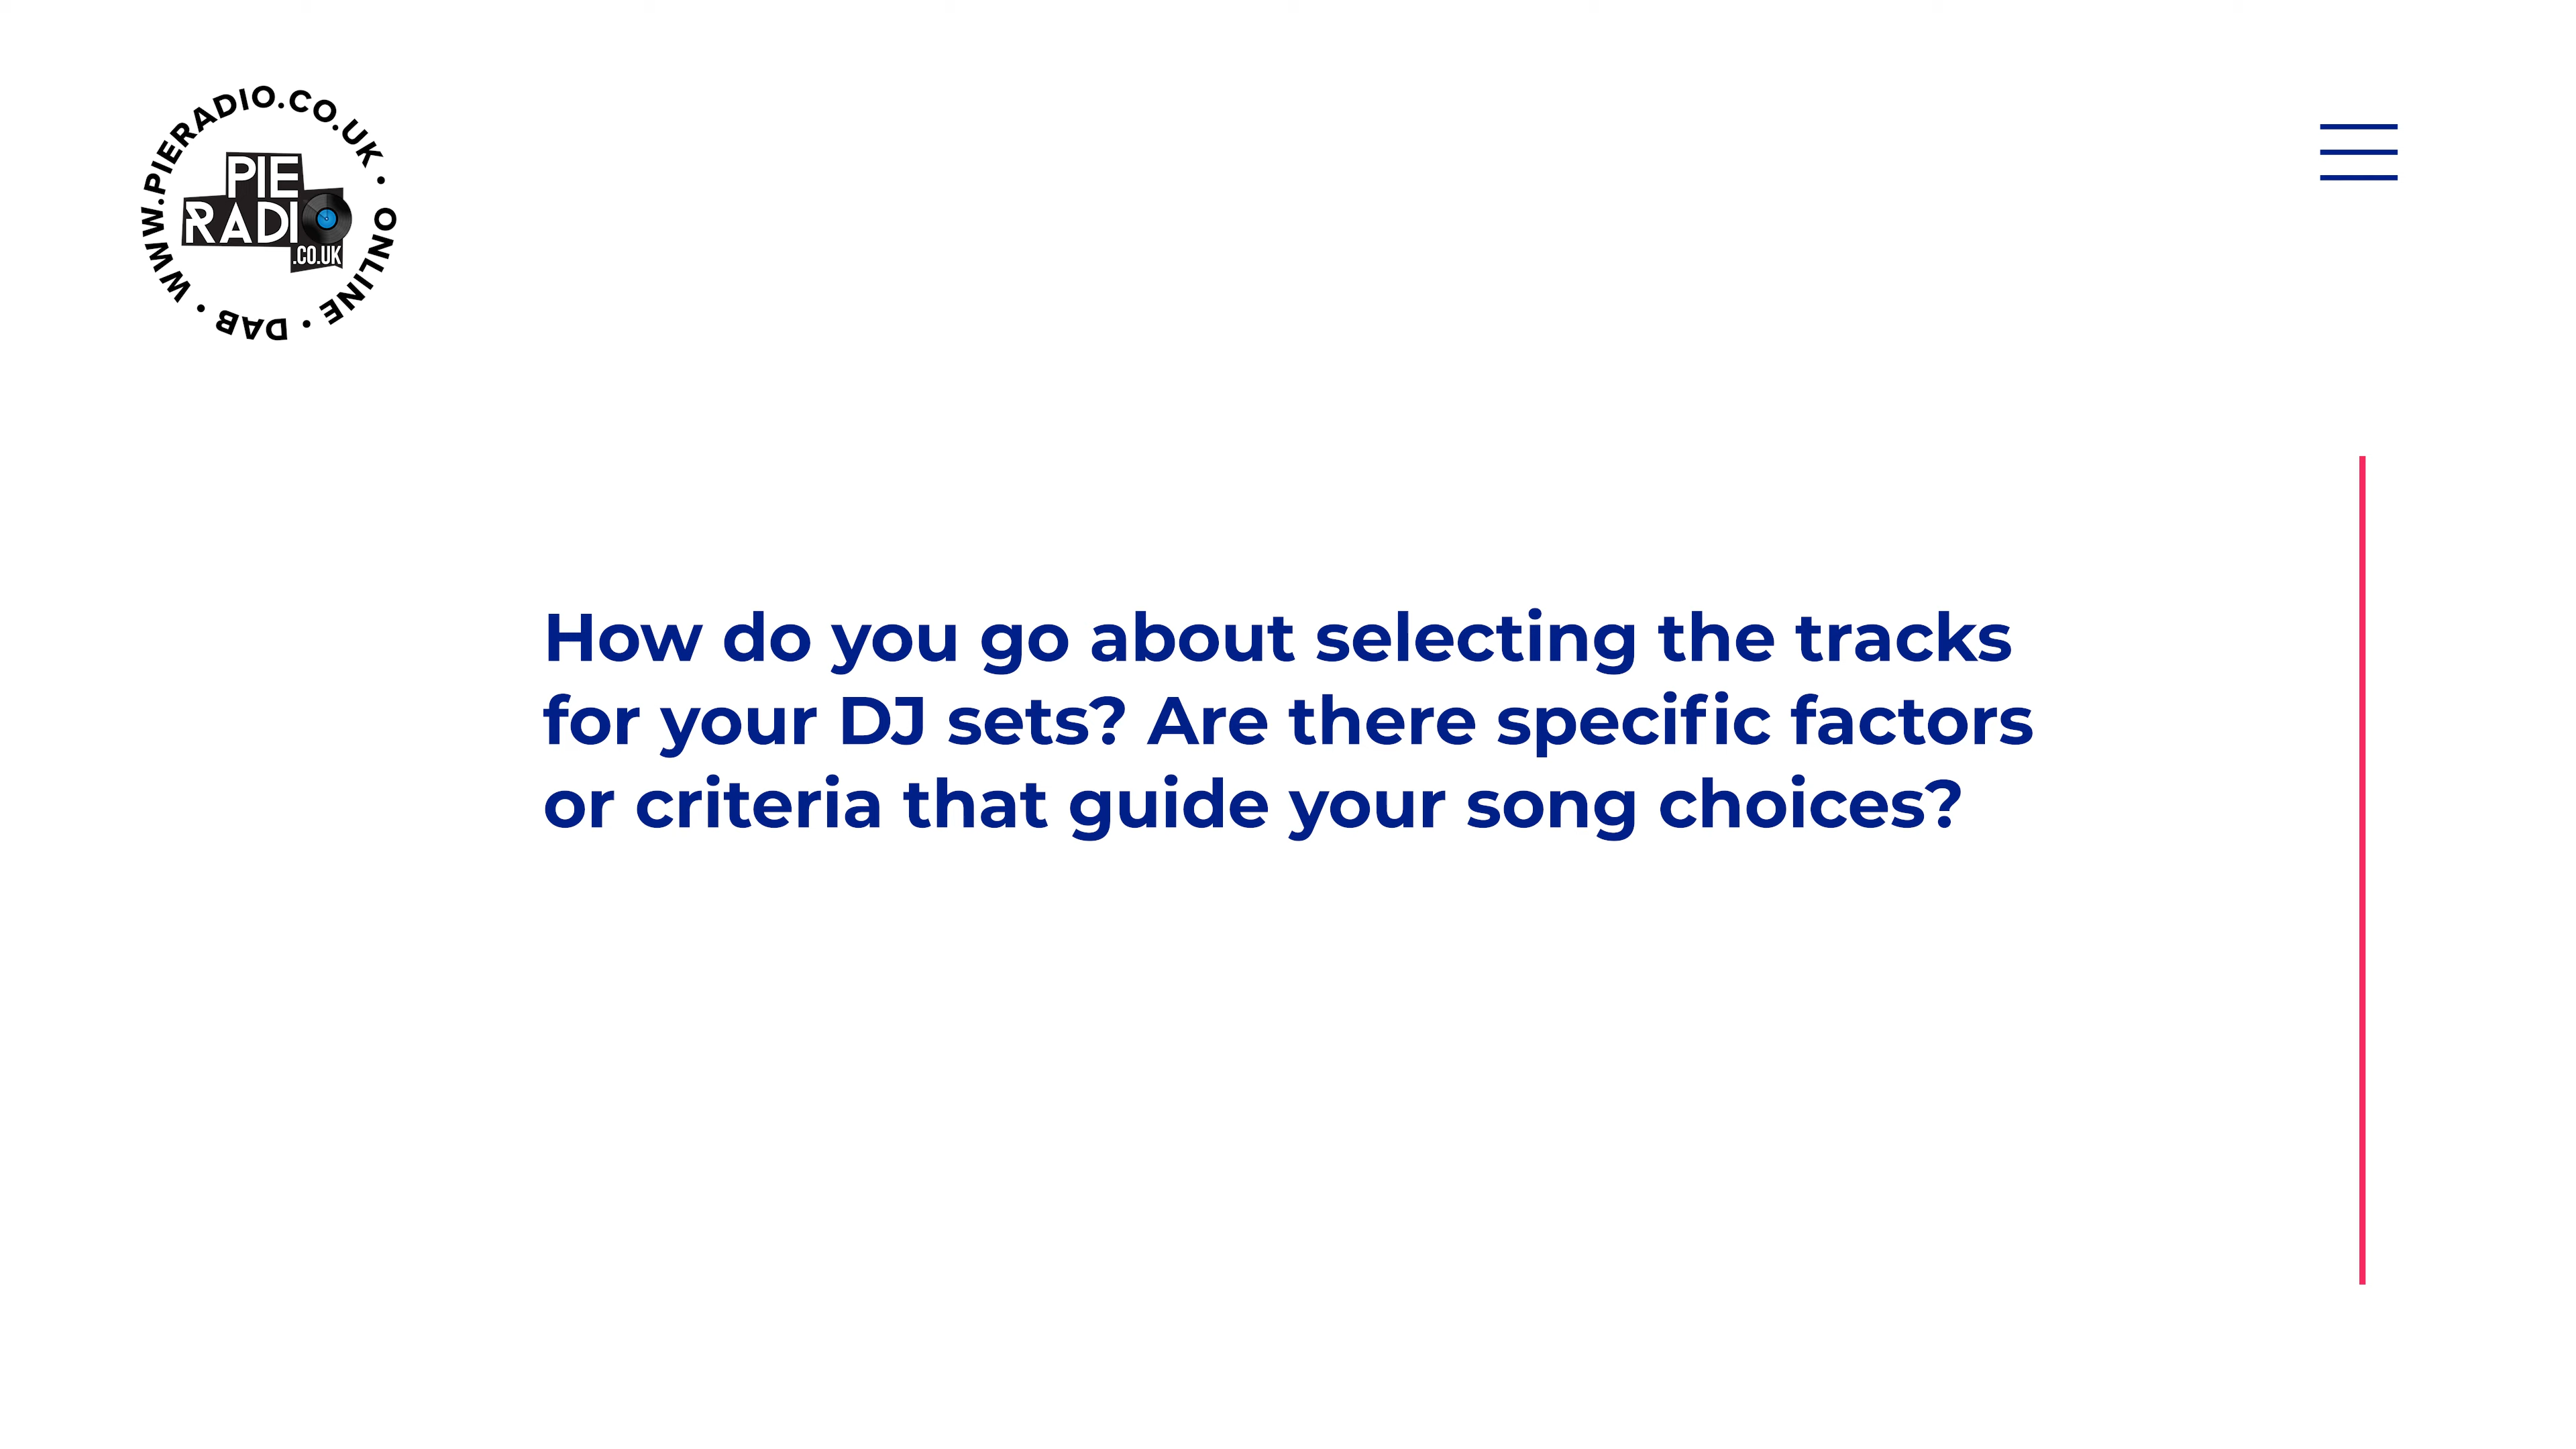 WWW.PIERADIO.CO.UK • ONLINE • DAB •
PIE
RADIO
.CO.UK
How do you go about selecting the tracks
for your DJ sets? Are there specific factors
or criteria that guide your song choices?